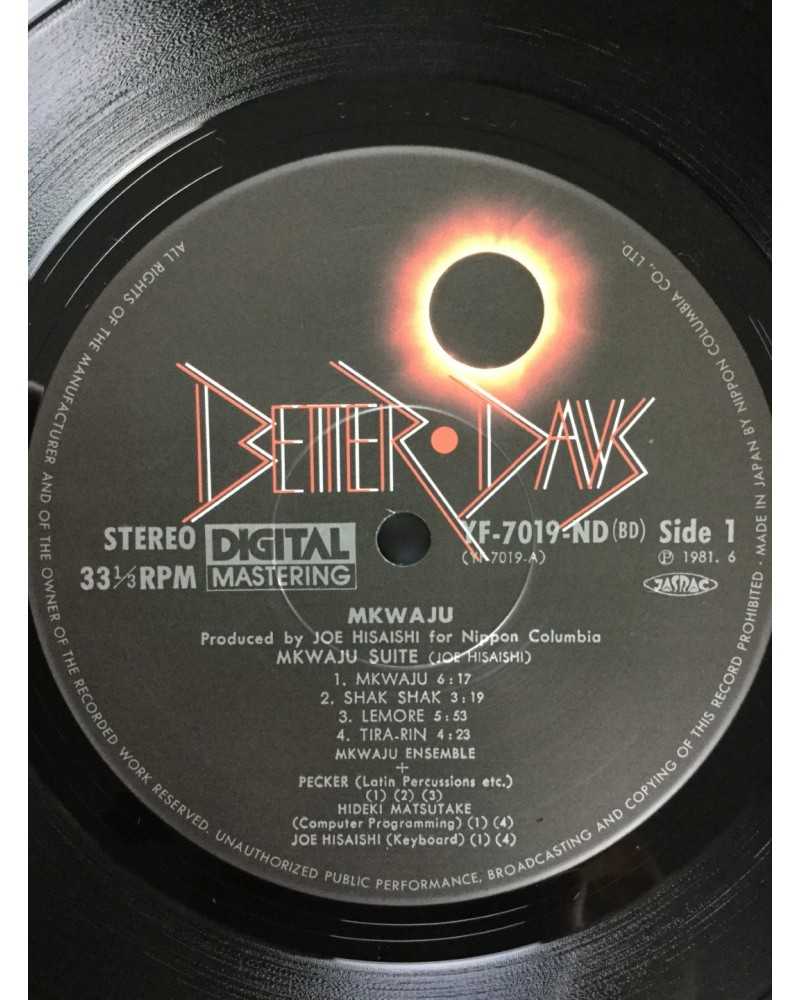 BETTER • DAYS
STEREO
33 1/3 RPM
DIGITAL
MASTERING
YF-7019-ND (BD) Side 1
(YF-7019-A)
Ⓟ 1981. 6
JASRAC
MKWAJU
Produced by JOE HISAISHI for Nippon Columbia
MKWAJU SUITE (JOE HISAISHI)
1. MKWAJU 6:17
2. SHAK SHAK 3:19
3. LEMORE 5:53
4. TIRA-RIN 4:23
MKWAJU ENSEMBLE
+
PECKER (Latin Percussions etc.)
(1) (2) (3)
HIDEKI MATSUTAKE
(Computer Programming) (1) (4)
JOE HISAISHI (Keyboard) (1) (4)
ALL RIGHTS OF THE MANUFACTURER AND OF THE OWNER OF THE RECORDED WORK RESERVED. UNAUTHORIZED PUBLIC PERFORMANCE, BROADCASTING AND COPYING OF THIS RECORD PROHIBITED · MADE IN JAPAN BY NIPPON COLUMBIA CO., LTD.